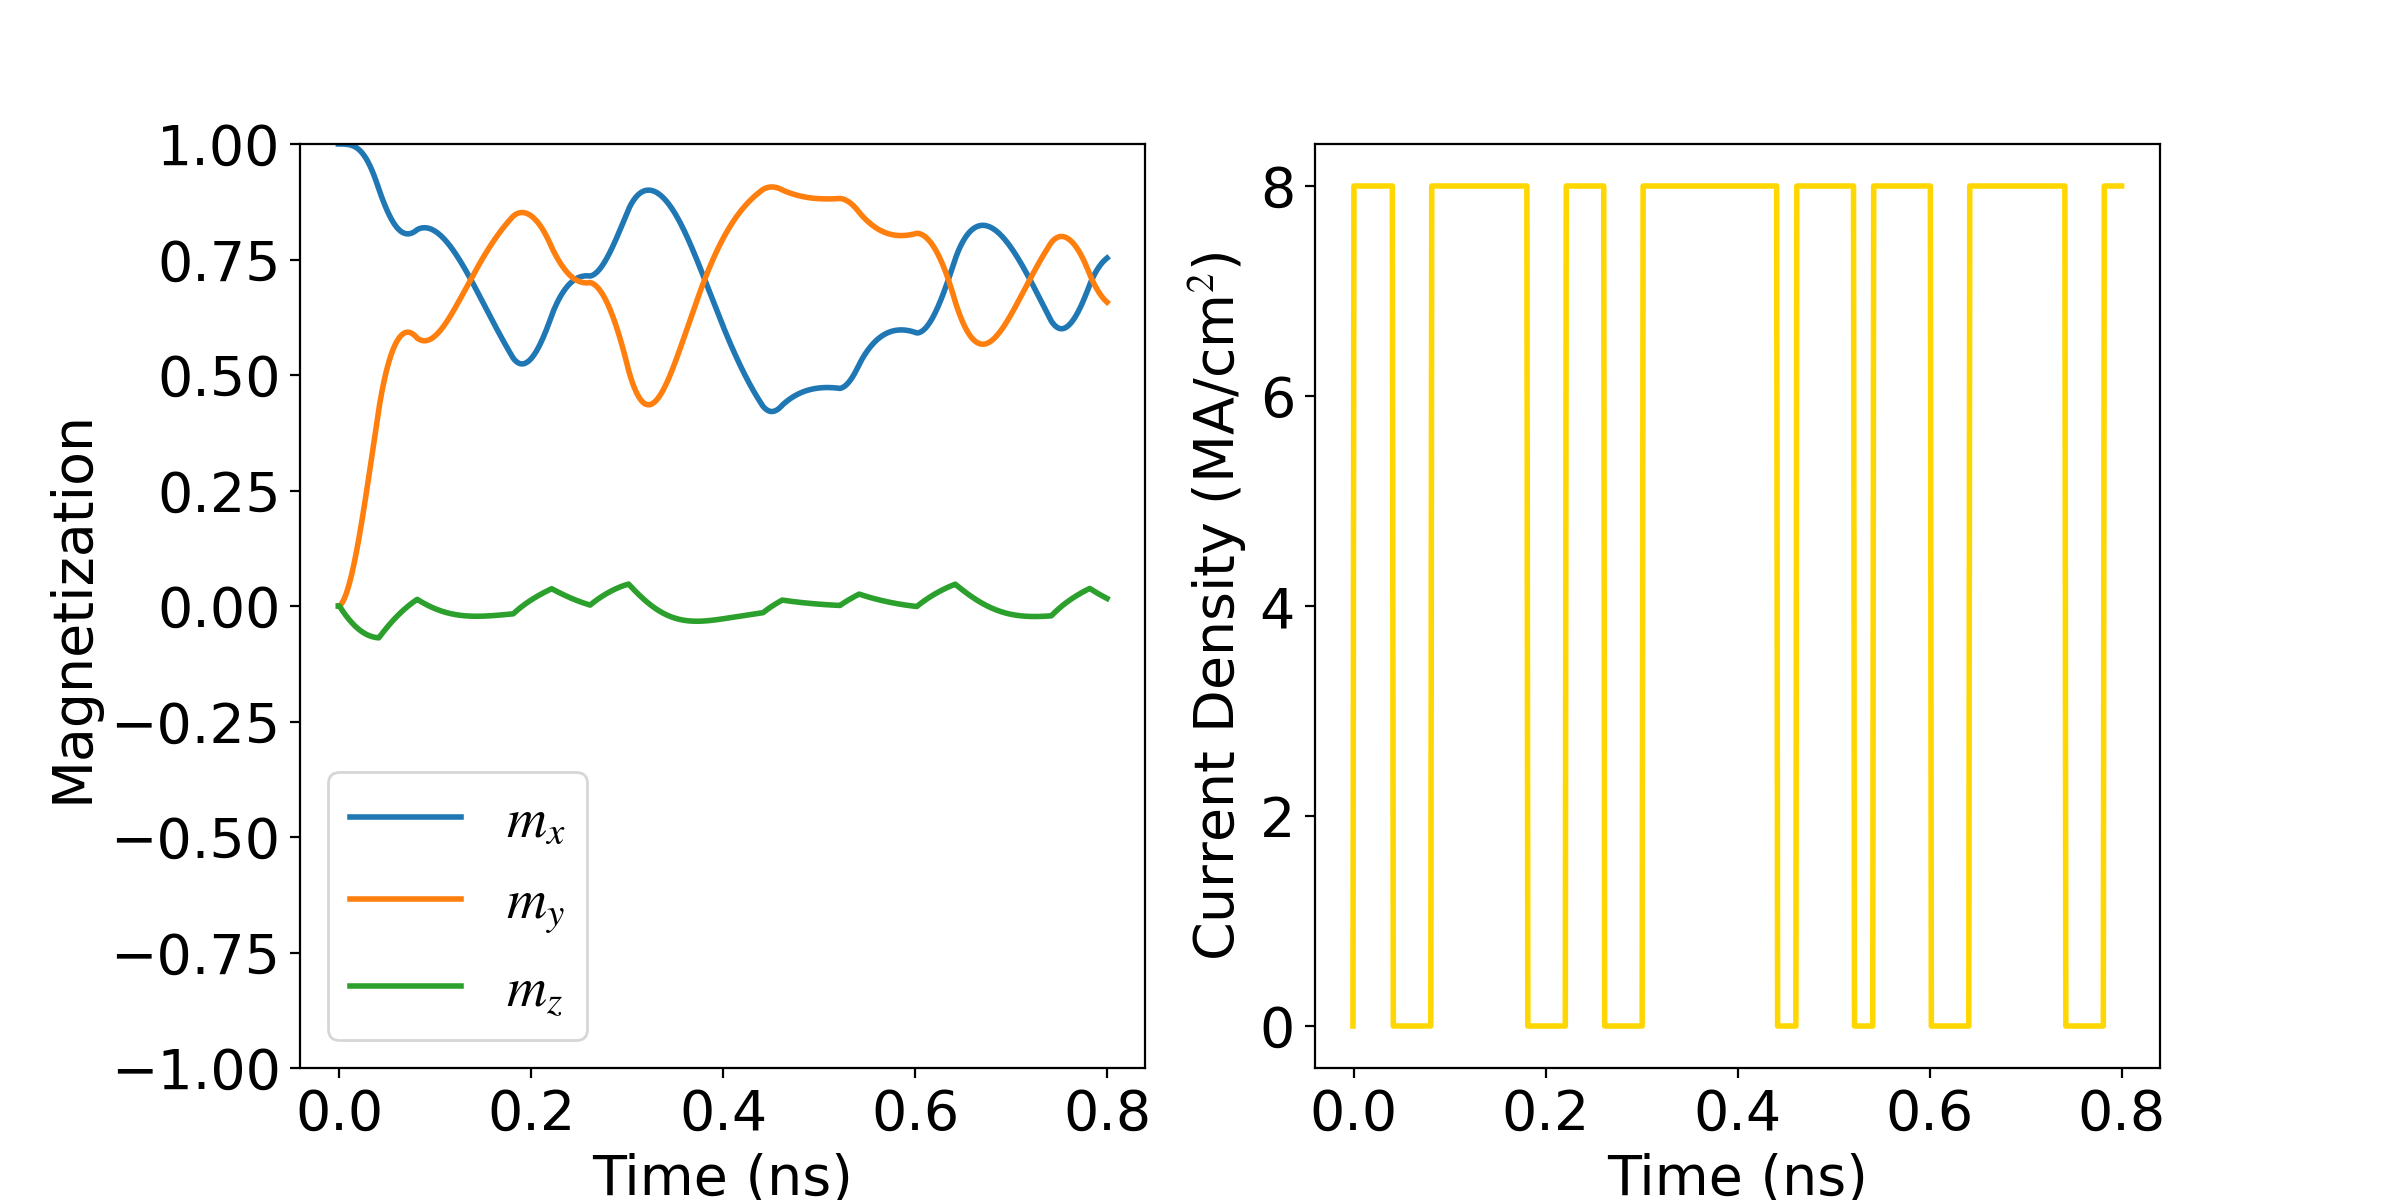 Magnetization
1.00
0.75
0.50
0.25
0.00
−0.25
−0.50
−0.75
−1.00
m_x
m_y
m_z
0.0 0.2 0.4 0.6 0.8
Time (ns)
Current Density (MA/cm²)
8
6
4
2
0
0.0 0.2 0.4 0.6 0.8
Time (ns)